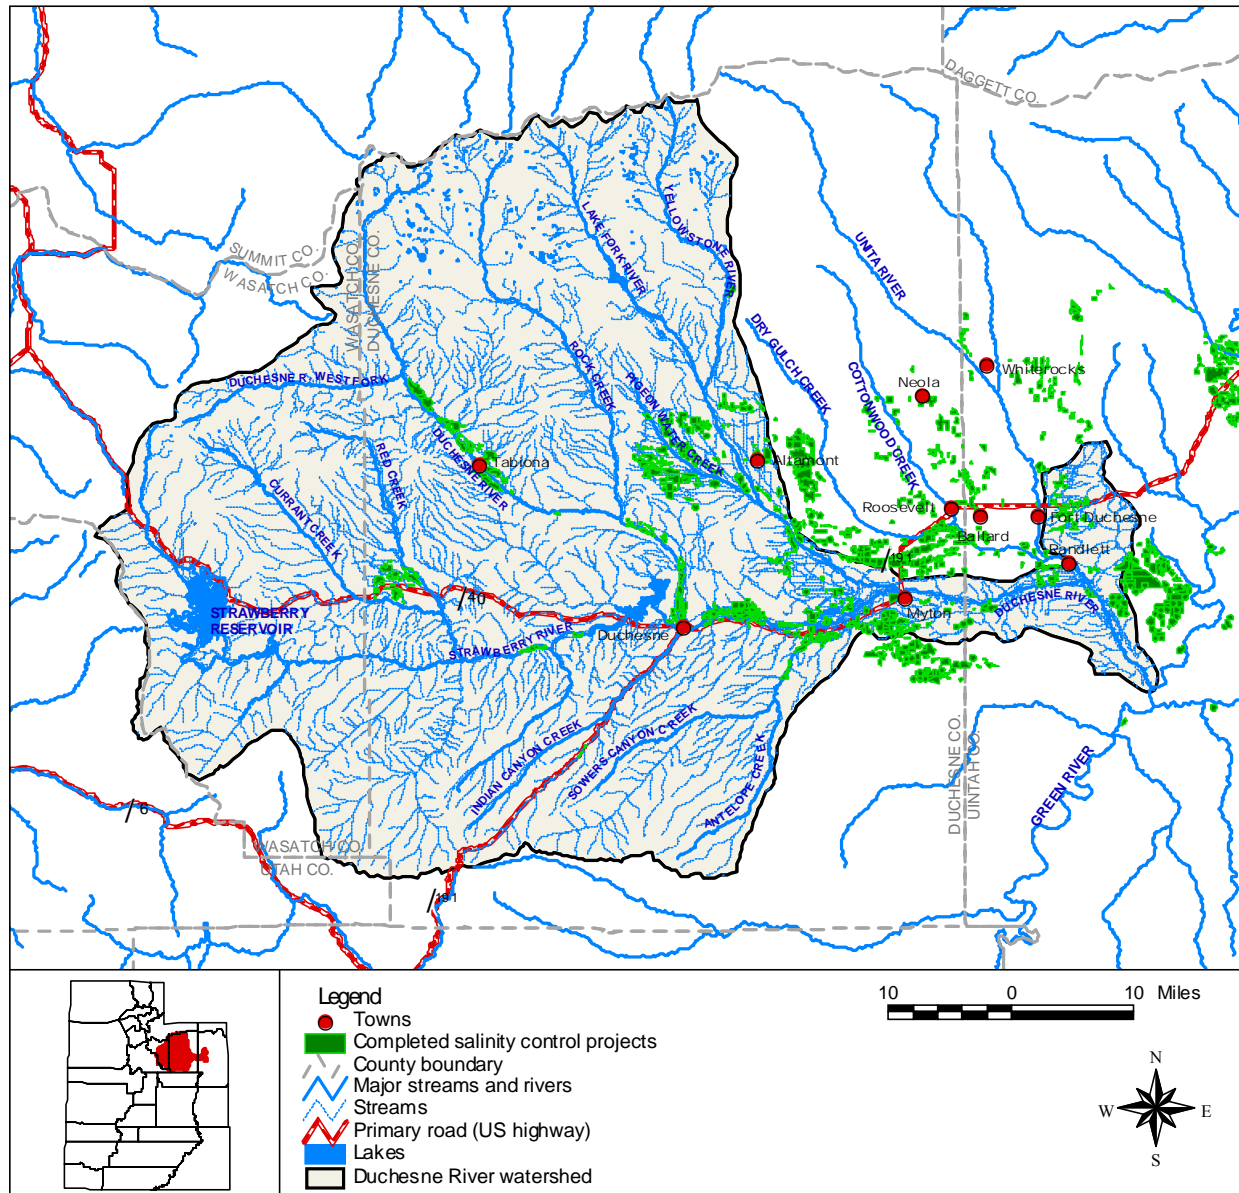 DAGGETT CO.
SUMMIT CO.
WASATCH CO.
WASATCH CO.
DUCHESNE CO.
YELLOWSTONE RIVER
LAKE FORK RIVER
UNITA RIVER
DRY GULCH CREEK
COTTONWOOD CREEK
ROCK CREEK
PIGEON WATER CREEK
DUCHESNE R. WEST FORK
Whiterocks
Neola
DUCHESNE RIVER
Tabiona
RED CREEK
CURRANT CREEK
Altamont
Roosevelt
Ballard
Fort Duchesne
Randlett
191
40
Myton
DUCHESNE RIVER
STRAWBERRY
RESERVOIR
STRAWBERRY RIVER
Duchesne
INDIAN CANYON CREEK
SOWERS CANYON CREEK
ANTELOPE CREEK
DUCHESNE CO.
UINTAH CO.
GREEN RIVER
6
WASATCH CO.
UTAH CO.
191
Legend
Towns
Completed salinity control projects
County boundary
Major streams and rivers
Streams
Primary road (US highway)
Lakes
Duchesne River watershed
10 0 10 Miles
N
W E
S